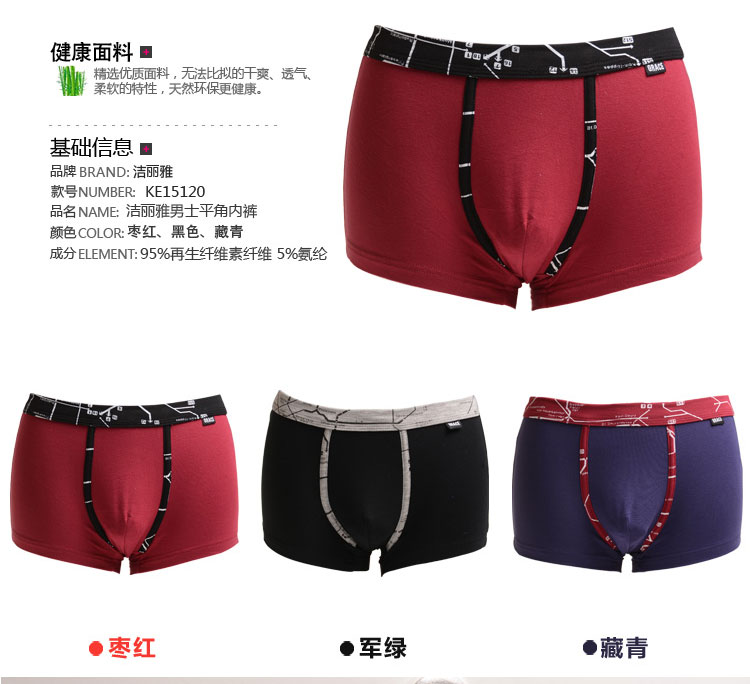 健康面料
精选优质面料，无法比拟的干爽、透气、
柔软的特性，天然环保更健康。
基础信息
品牌 BRAND: 洁丽雅
款号NUMBER: KE15120
品名NAME: 洁丽雅男士平角内裤
颜色COLOR: 枣红、黑色、藏青
成分ELEMENT: 95%再生纤维素纤维 5%氨纶
GRACE
枣红
军绿
藏青